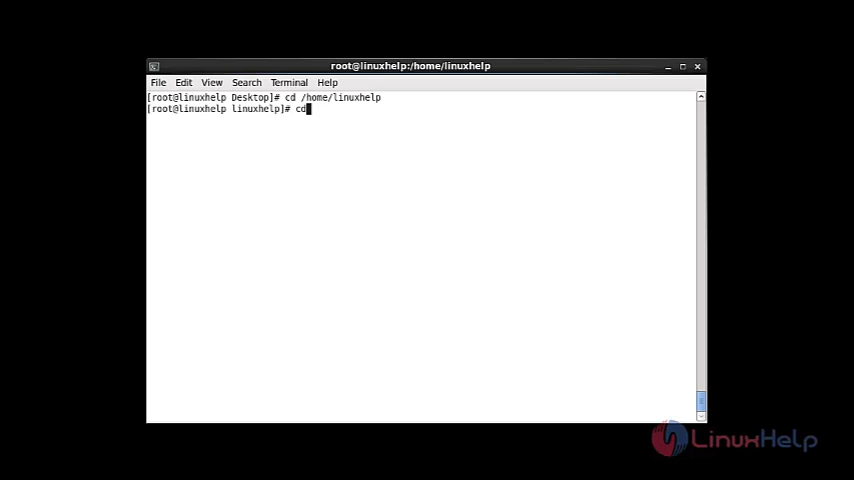 root@linuxhelp:/home/linuxhelp
File Edit View Search Terminal Help
[root@linuxhelp Desktop]# cd /home/linuxhelp
[root@linuxhelp linuxhelp]# cd
LinuxHelp